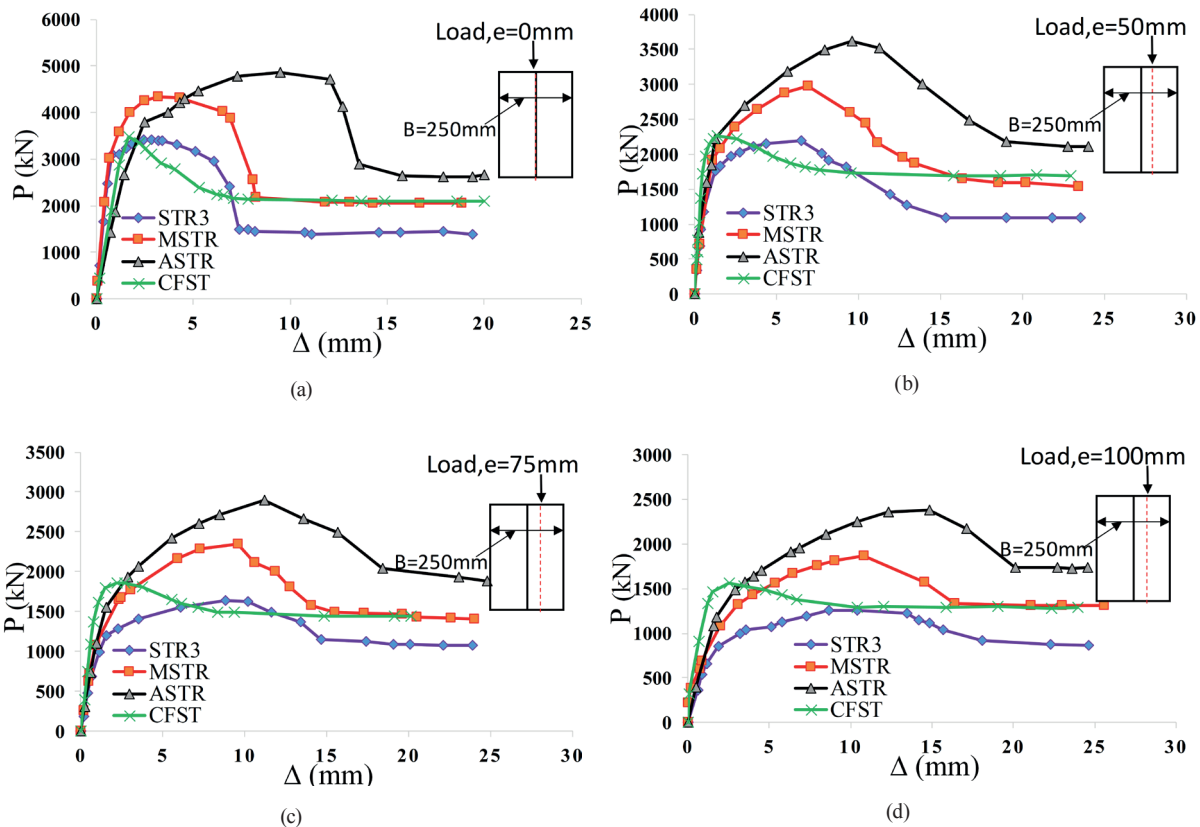 6000
5000
4000
3000
2000
1000
0
0 5 10 15 20 25
P (kN)
Δ (mm)
Load,e=0mm
B=250mm
STR3
MSTR
ASTR
CFST
(a)
4000
3500
3000
2500
2000
1500
1000
500
0
0 5 10 15 20 25 30
P (kN)
Δ (mm)
Load,e=50mm
B=250mm
STR3
MSTR
ASTR
CFST
(b)
3500
3000
2500
2000
1500
1000
500
0
0 5 10 15 20 25 30
P (kN)
Δ (mm)
Load,e=75mm
B=250mm
STR3
MSTR
ASTR
CFST
(c)
3000
2500
2000
1500
1000
500
0
0 5 10 15 20 25 30
P (kN)
Δ (mm)
Load,e=100mm
B=250mm
STR3
MSTR
ASTR
CFST
(d)